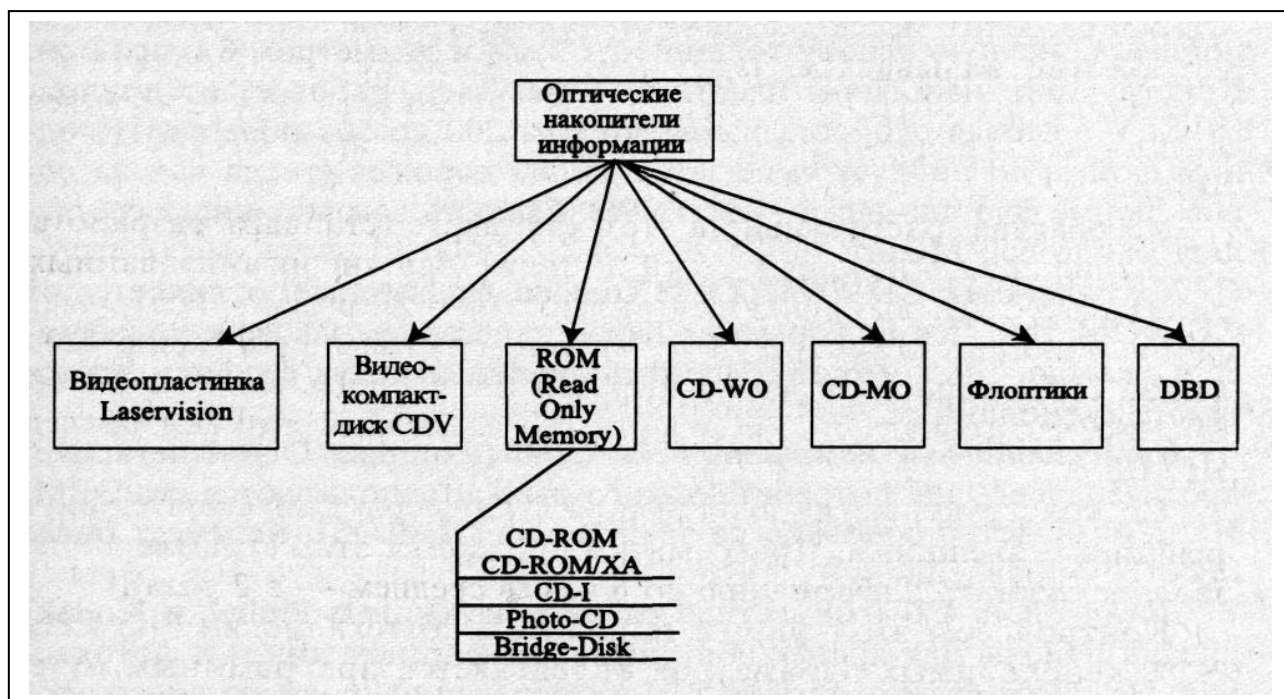 Оптические
накопители
информации
Видеопластинка
Laservision
Видео-
компакт-
диск CDV
ROM
(Read
Only
Memory)
CD-WO
CD-MO
Флоптики
DBD
CD-ROM
CD-ROM/XA
CD-I
Photo-CD
Bridge-Disk